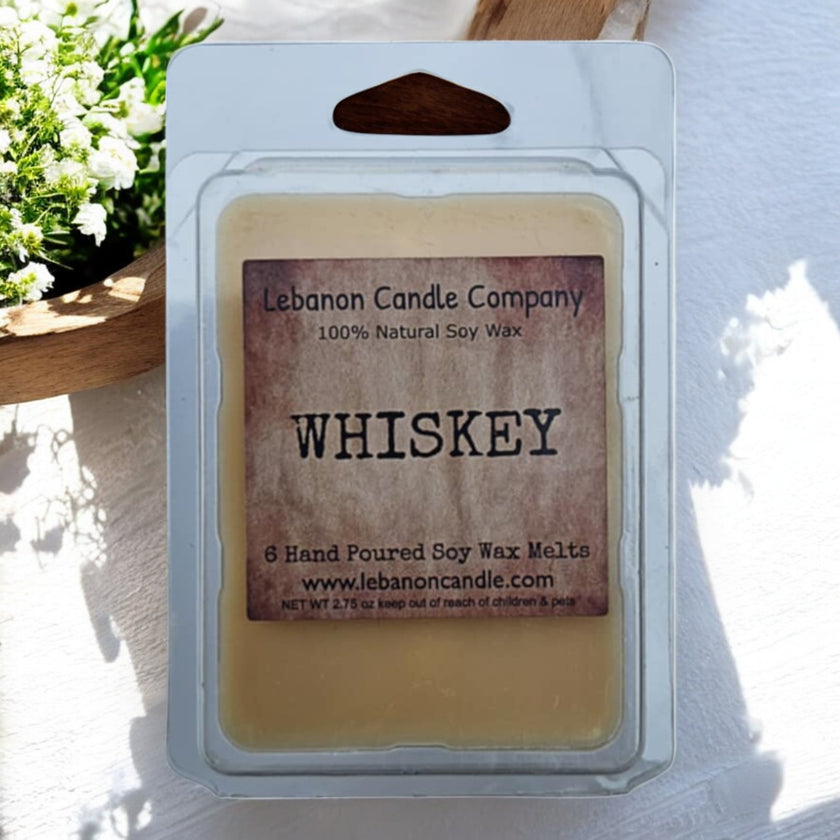 Lebanon Candle Company
100% Natural Soy Wax
WHISKEY
6 Hand Poured Soy Wax Melts
www.lebanoncandle.com
NET WT 2.75 oz keep out of reach of children & pets